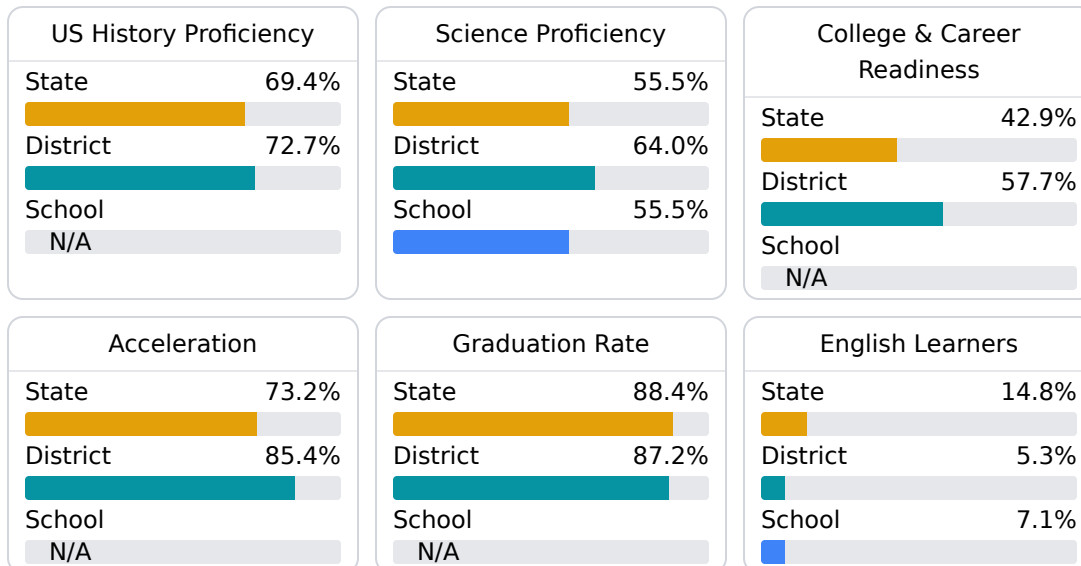 US History Proficiency
State 69.4%
District 72.7%
School
N/A
Science Proficiency
State 55.5%
District 64.0%
School 55.5%
College & Career
Readiness
State 42.9%
District 57.7%
School
N/A
Acceleration
State 73.2%
District 85.4%
School
N/A
Graduation Rate
State 88.4%
District 87.2%
School
N/A
English Learners
State 14.8%
District 5.3%
School 7.1%